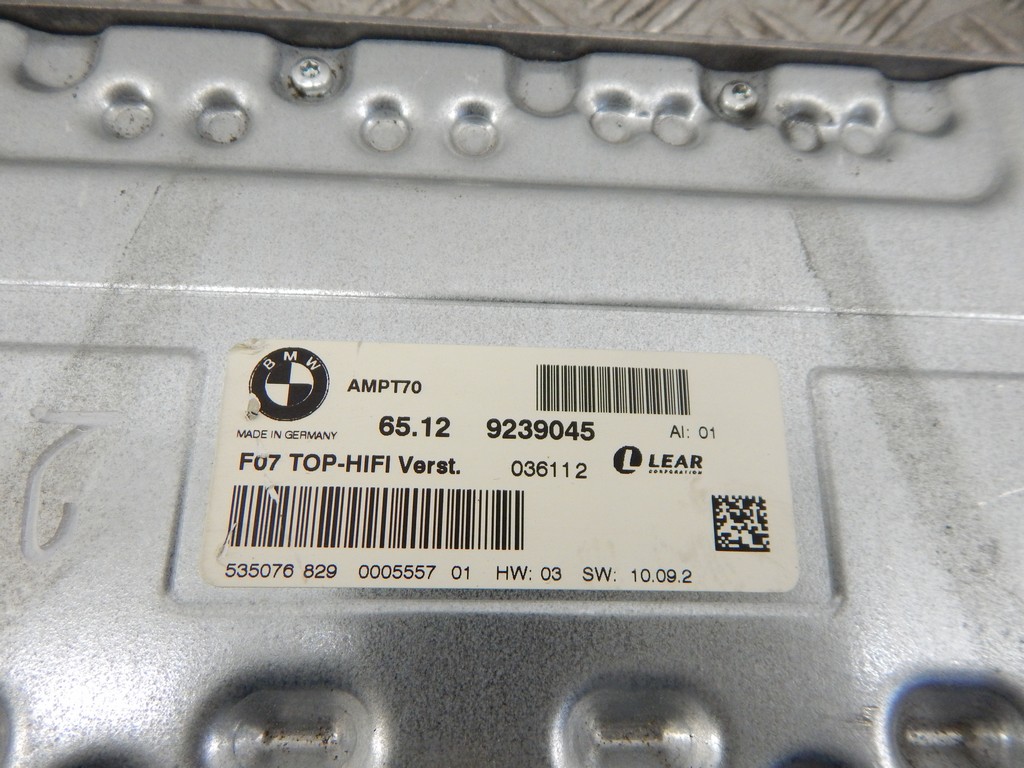 BMW
AMPT70
MADE IN GERMANY
65.12 9239045 AI: 01
F07 TOP-HIFI Verst. 036112 LEAR
CORPORATION
535076 829 0005557 01 HW: 03 SW: 10.09.2